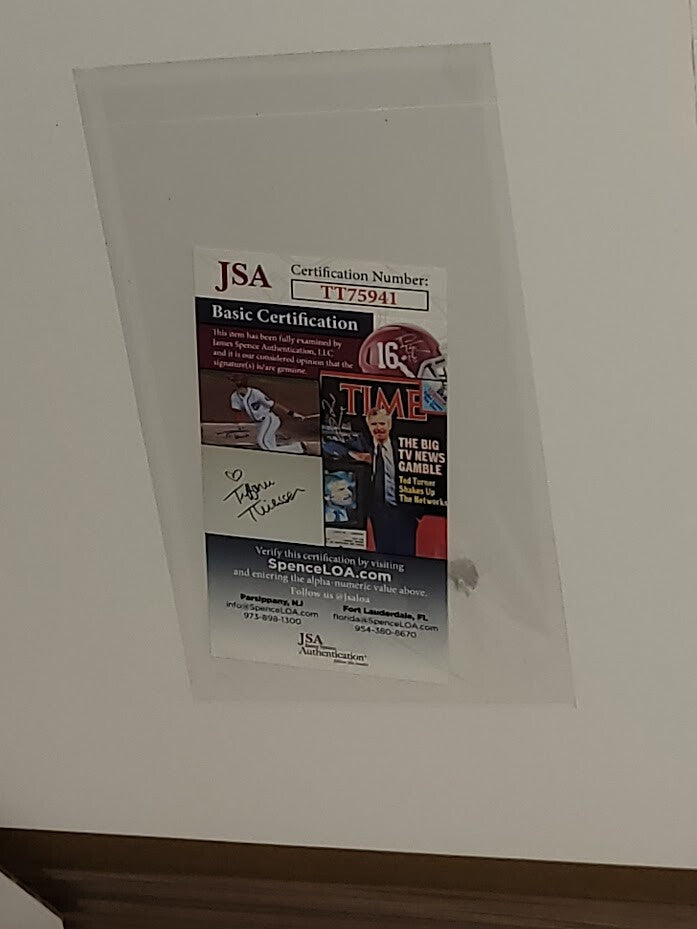 JSA
Certification Number:
TT75941
Basic Certification
This item has been fully examined by
James Spence Authentication, LLC
and it is our considered opinion that the
signature(s) is/are genuine.
16
TIME
THE BIG
TV NEWS
GAMBLE
Ted Turner
Shakes Up
The Networks
Tiffani
Thiessen
Verify this certification by visiting
SpenceLOA.com
and entering the alpha-numeric value above.
Follow us @jsaloa
Parsippany, NJ
info@SpenceLOA.com
973-898-1300
Fort Lauderdale, FL
florida@SpenceLOA.com
954-380-8670
JSA
Authentication